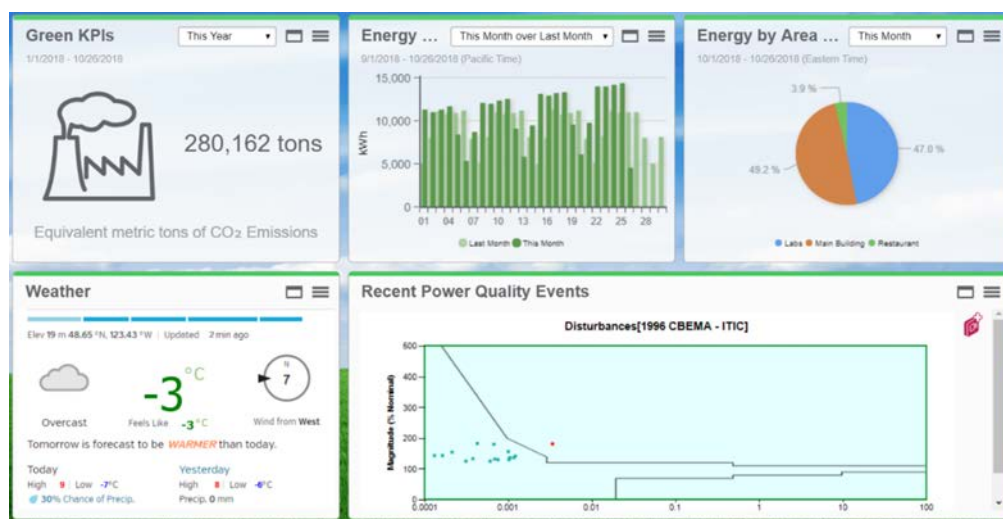 Green KPIs
This Year
1/1/2018 - 10/26/2018
280,162 tons
Equivalent metric tons of CO₂ Emissions
Energy ...
This Month over Last Month
9/1/2018 - 10/26/2018 (Pacific Time)
15,000
10,000
5,000
0
kWh
01 04 07 10 13 16 19 22 25 28
Last Month This Month
Energy by Area ...
This Month
10/1/2018 - 10/26/2018 (Eastern Time)
3.9 %
47.0 %
49.2 %
Labs Main Building Restaurant
Weather
Elev 19 m 48.65 °N, 123.43 °W | Updated 2 min ago
-3 °C
N
7
Overcast
Feels Like -3 °C
Wind from West
Tomorrow is forecast to be WARMER than today.
Today
High 9 | Low -7°C
30% Chance of Precip.
Yesterday
High 8 | Low -6°C
Precip. 0 mm
Recent Power Quality Events
Disturbances[1996 CBEMA - ITIC]
Magnitude (% Nominal)
500
400
300
200
100
0
0.0001 0.001 0.01 0.1 1 10 100